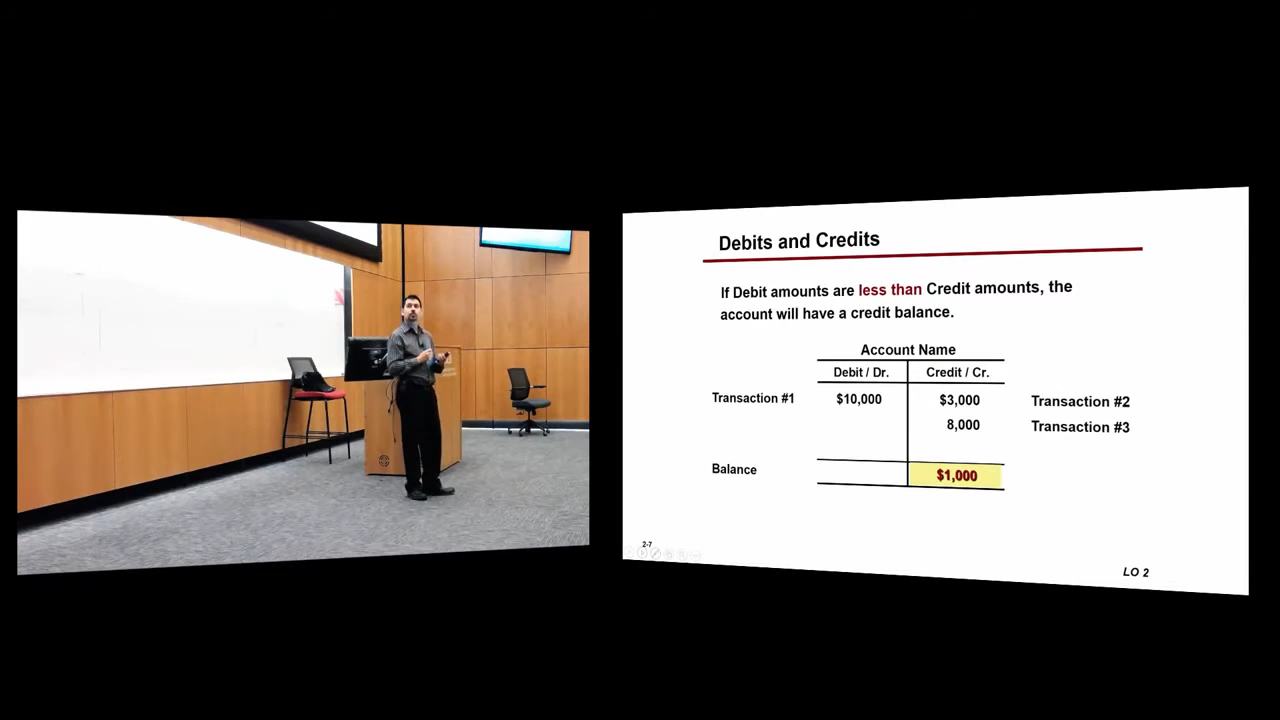 Debits and Credits
If Debit amounts are less than Credit amounts, the
account will have a credit balance.
Account Name
Debit / Dr. Credit / Cr.
Transaction #1 $10,000 $3,000 Transaction #2
8,000 Transaction #3
Balance $1,000
2-7
LO 2